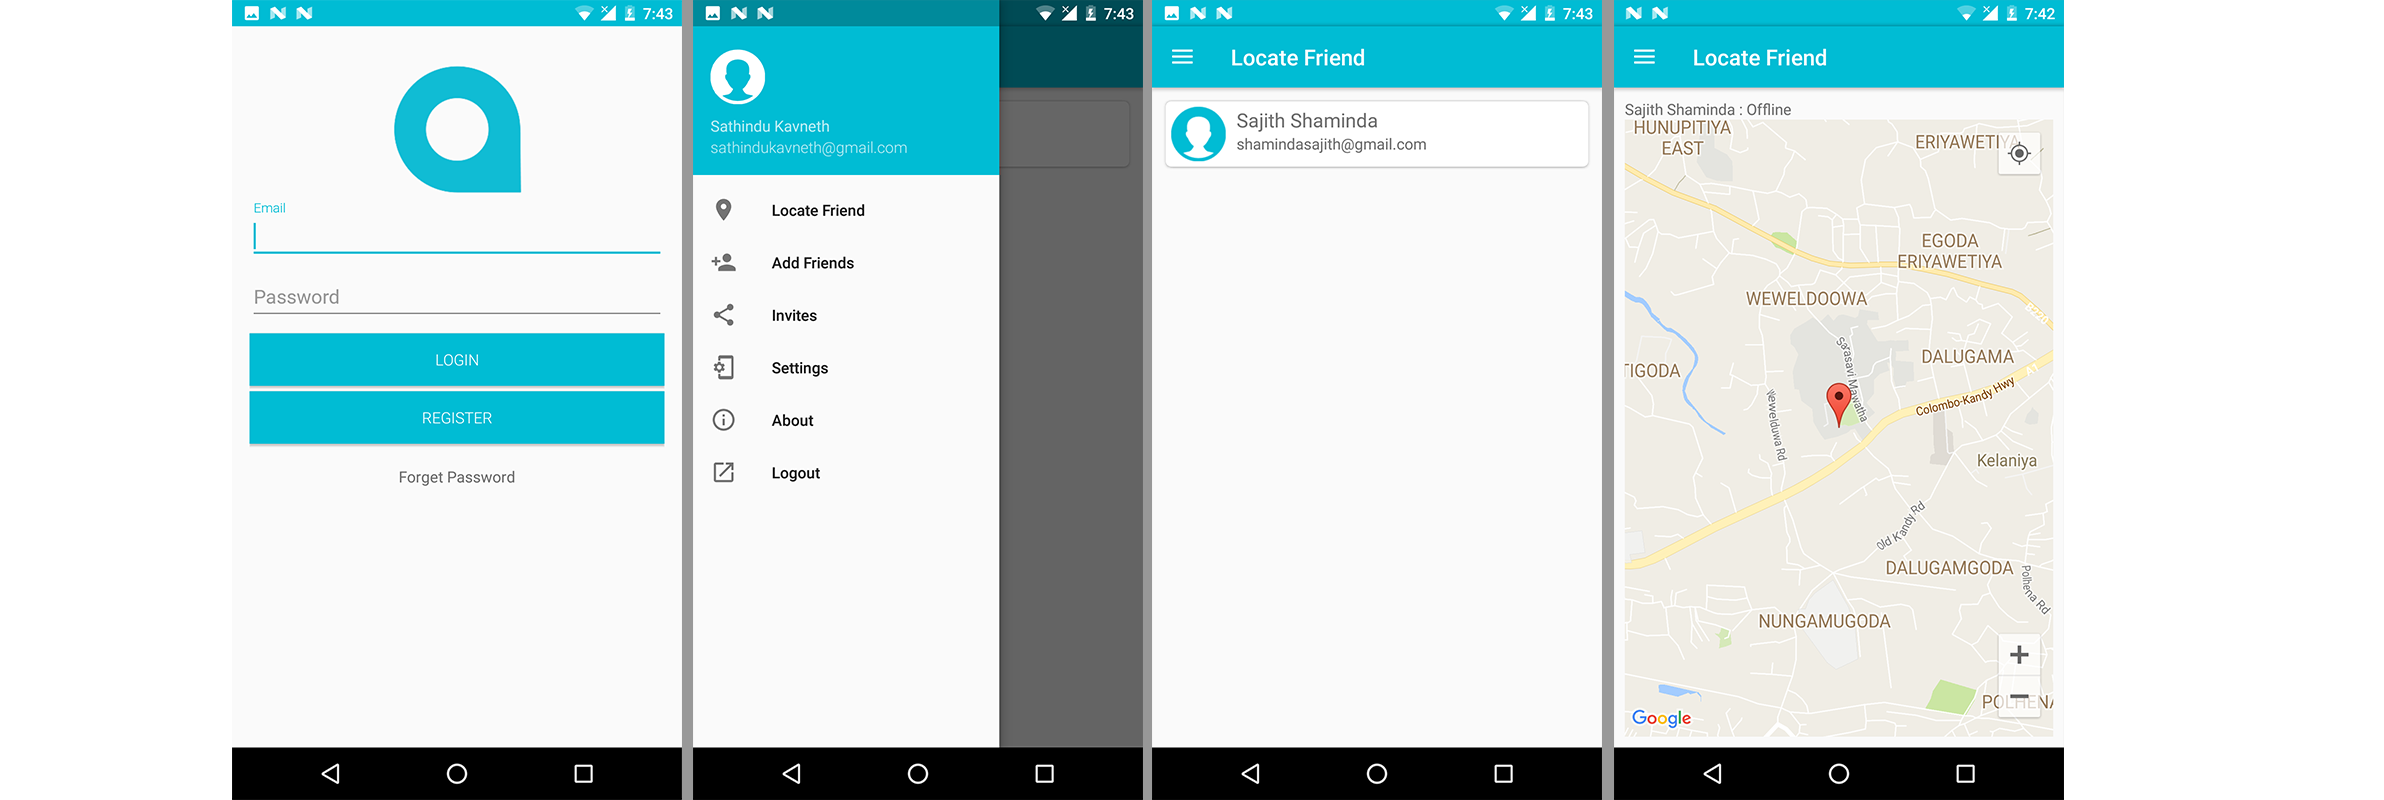 7:43
Email
Password
LOGIN
REGISTER
Forget Password
7:43
Sathindu Kavneth
sathindukavneth@gmail.com
Locate Friend
Add Friends
Invites
Settings
About
Logout
7:43
Locate Friend
Sajith Shaminda
shamindasajith@gmail.com
7:42
Locate Friend
Sajith Shaminda : Offline
HUNUPITIYA
EAST
ERIYAWETIYA
EGODA
ERIYAWETIYA
WEWELDOOWA
B220
Sarasavi Mawatha
DALUGAMA
TIGODA
A1
Colombo-Kandy Hwy
Wewelduwa Rd
Kelaniya
Old Kandy Rd
DALUGAMGODA
Polhena Rd
NUNGAMUGODA
POLHENA
Google